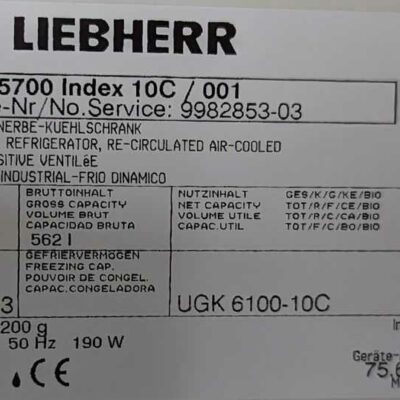 LIEBHERR
5700 Index 10C / 001
e-Nr/No.Service: 9982853-03
NERBE-KUEHLSCHRANK
REFRIGERATOR, RE-CIRCULATED AIR-COOLED
SITIVE VENTILéE
INDUSTRIAL-FRIO DINAMICO
BRUTTOINHALT NUTZINHALT GES/K/G/KE/BIO
GROSS CAPACITY NET CAPACITY TOT/R/F/CE/BIO
VOLUME BRUT VOLUME UTILE TOT/R/C/CA/BIO
CAPACIDAD BRUTA CAPAC.UTIL TOT/F/C/BO/BIO
562 l
GEFRIERVERMOGEN
FREEZING CAP.
POUVOIR DE CONGEL.
CAPAC.CONGELADORA
3 UGK 6100-10C
200 g
50 Hz 190 W
Geräte-
CE 75.6